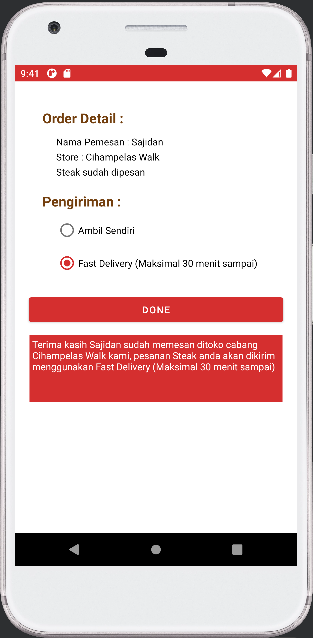 9:41
Order Detail :
Nama Pemesan : Sajidan
Store : Cihampelas Walk
Steak sudah dipesan
Pengiriman :
Ambil Sendiri
Fast Delivery (Maksimal 30 menit sampai)
DONE
Terima kasih Sajidan sudah memesan ditoko cabang
Cihampelas Walk kami, pesanan Steak anda akan dikirim
menggunakan Fast Delivery (Maksimal 30 menit sampai)